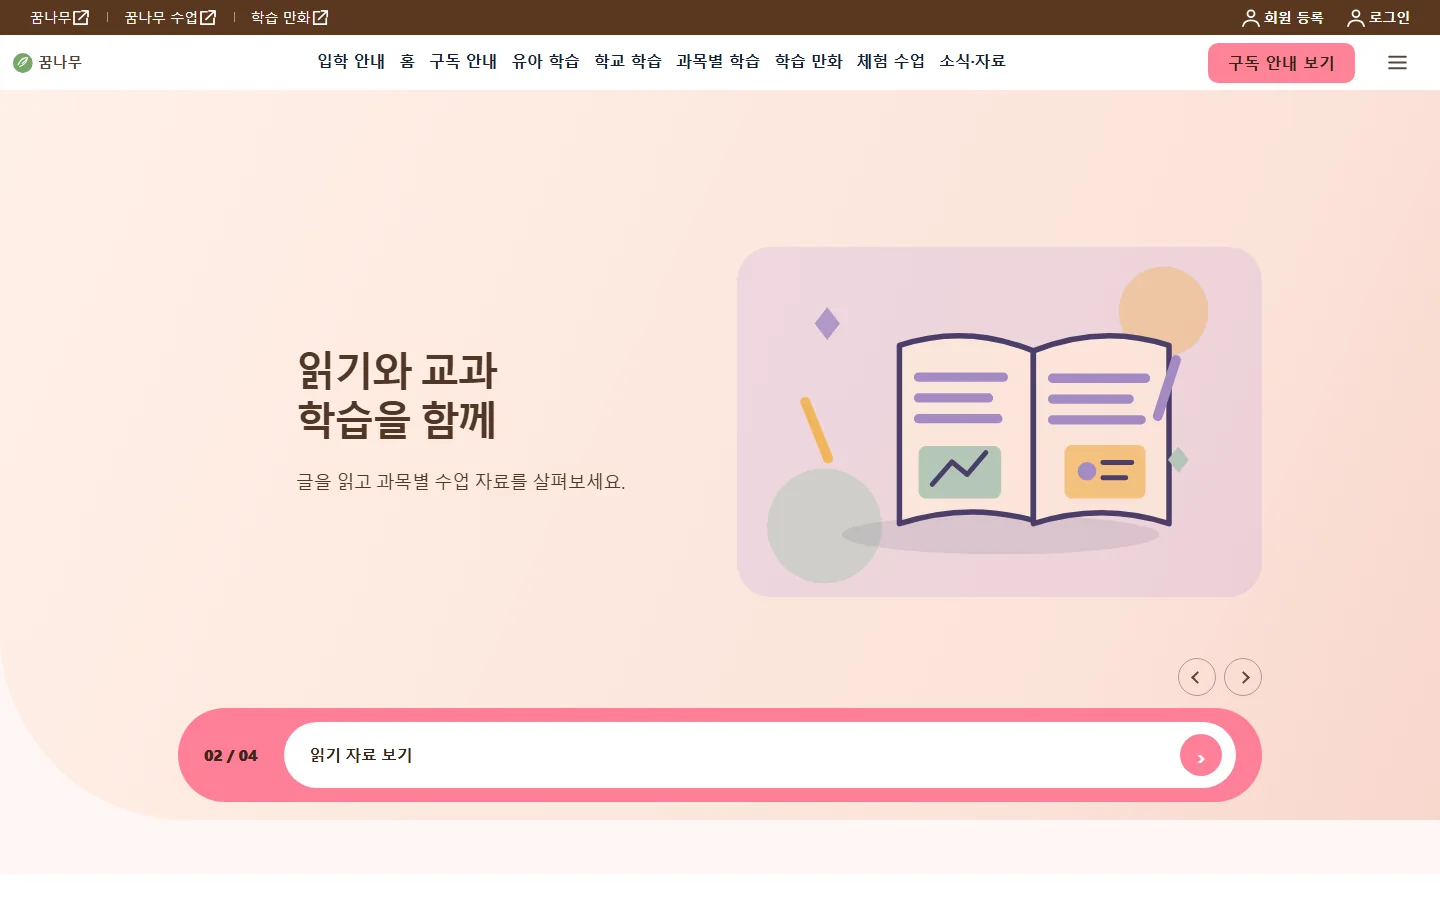 꿈나무 꿈나무 수업 학습 만화 회원 등록 로그인
꿈나무 입학 안내 홈 구독 안내 유아 학습 학교 학습 과목별 학습 학습 만화 체험 수업 소식·자료 구독 안내 보기
읽기와 교과
학습을 함께
글을 읽고 과목별 수업 자료를 살펴보세요.
02 / 04 읽기 자료 보기